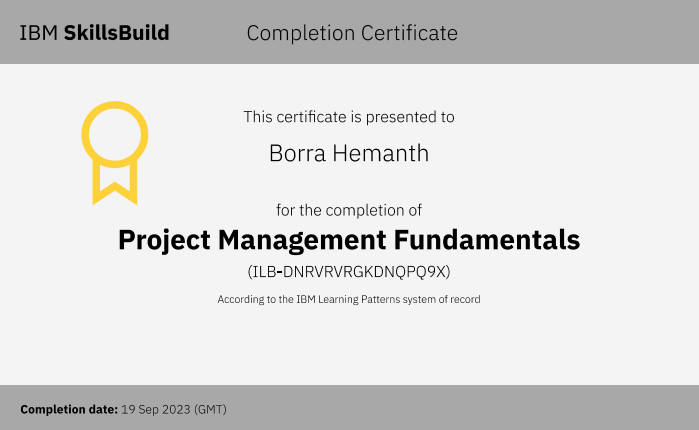 IBM SkillsBuild
Completion Certificate
This certificate is presented to
Borra Hemanth
for the completion of
Project Management Fundamentals
(ILB-DNRVRVRGKDNQPQ9X)
According to the IBM Learning Patterns system of record
Completion date: 19 Sep 2023 (GMT)